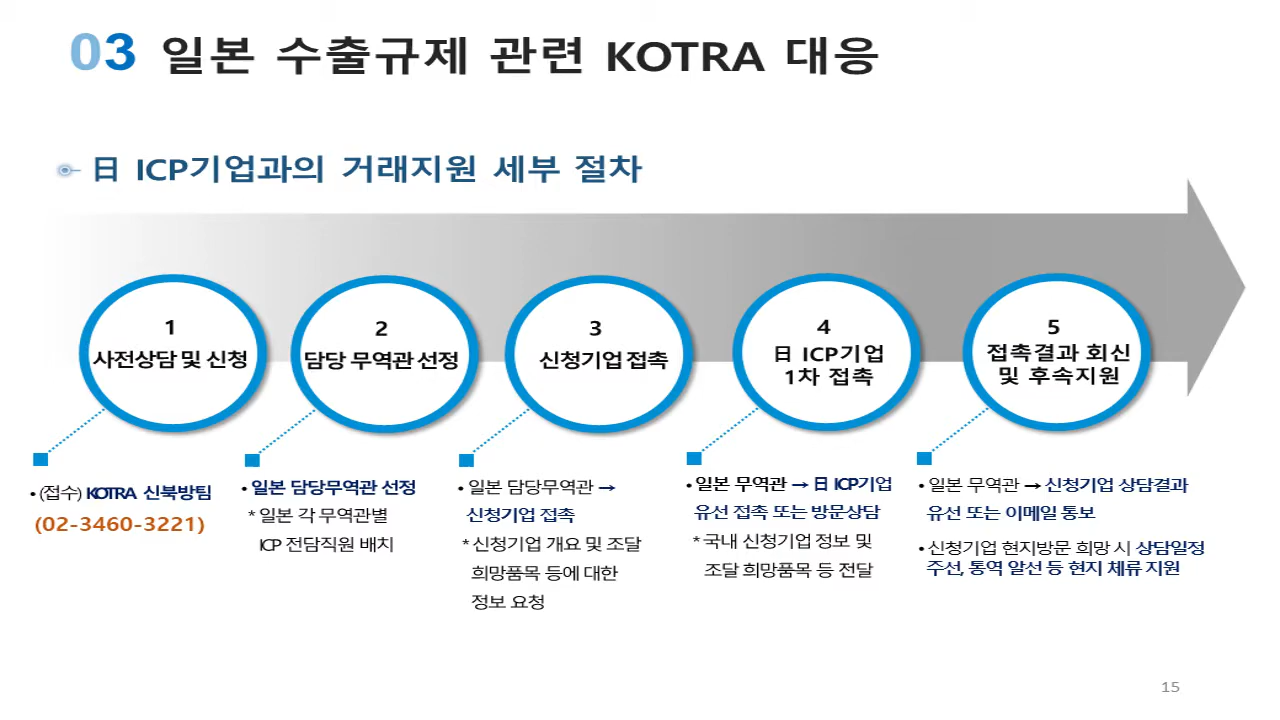 03 일본 수출규제 관련 KOTRA 대응
日 ICP기업과의 거래지원 세부 절차
1
사전상담 및 신청
2
담당 무역관 선정
3
신청기업 접촉
4
日 ICP기업
1차 접촉
5
접촉결과 회신
및 후속지원
• (접수) KOTRA 신북방팀
(02-3460-3221)
• 일본 담당무역관 선정
* 일본 각 무역관별
ICP 전담직원 배치
• 일본 담당무역관 →
신청기업 접촉
* 신청기업 개요 및 조달
희망품목 등에 대한
정보 요청
• 일본 무역관 → 日 ICP기업
유선 접촉 또는 방문상담
* 국내 신청기업 정보 및
조달 희망품목 등 전달
• 일본 무역관 → 신청기업 상담결과
유선 또는 이메일 통보
• 신청기업 현지방문 희망 시 상담일정
주선, 통역 알선 등 현지 체류 지원
15